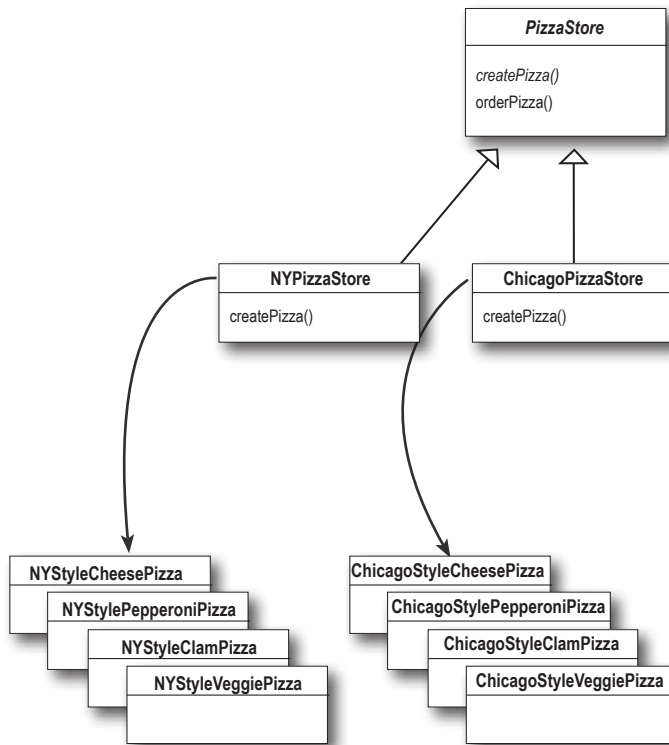 PizzaStore
createPizza()
orderPizza()
NYPizzaStore
createPizza()
ChicagoPizzaStore
createPizza()
NYStyleCheesePizza
NYStylePepperoniPizza
NYStyleClamPizza
NYStyleVeggiePizza
ChicagoStyleCheesePizza
ChicagoStylePepperoniPizza
ChicagoStyleClamPizza
ChicagoStyleVeggiePizza